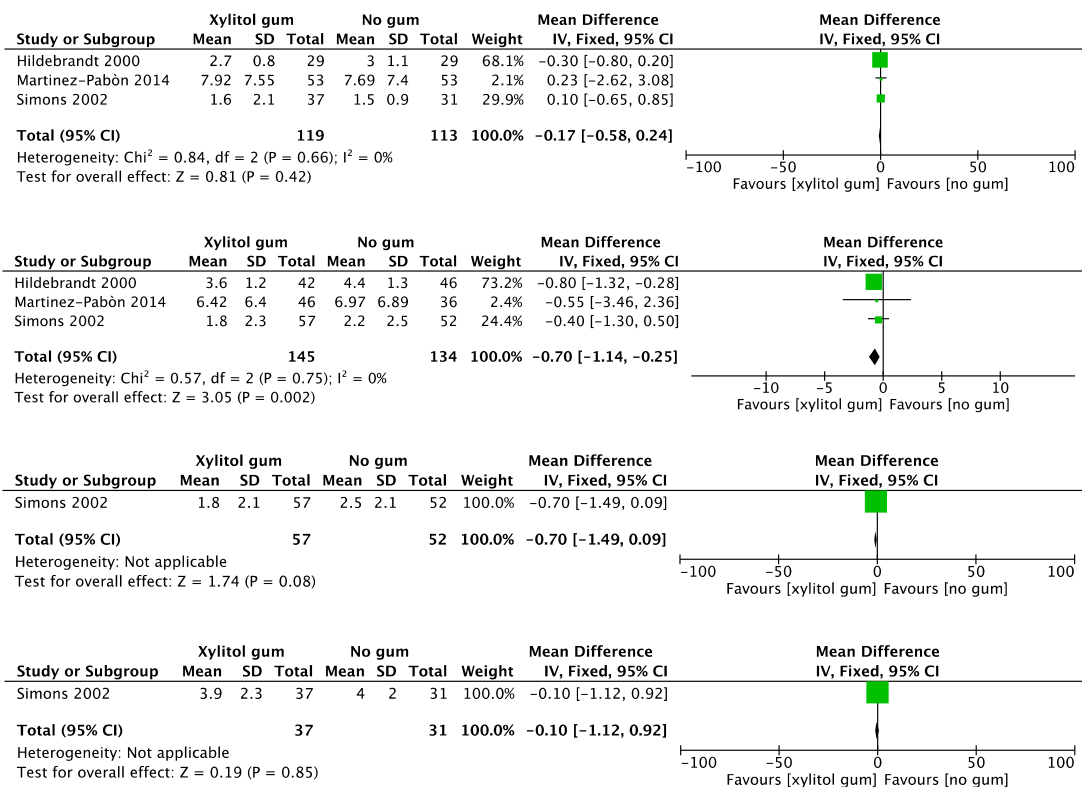 Xylitol gum No gum Mean Difference Mean Difference
Study or Subgroup Mean SD Total Mean SD Total Weight IV, Fixed, 95% CI IV, Fixed, 95% CI
Hildebrandt 2000 2.7 0.8 29 3 1.1 29 68.1% −0.30 [−0.80, 0.20]
Martinez-Pabòn 2014 7.92 7.55 53 7.69 7.4 53 2.1% 0.23 [−2.62, 3.08]
Simons 2002 1.6 2.1 37 1.5 0.9 31 29.9% 0.10 [−0.65, 0.85]
Total (95% CI) 119 113 100.0% −0.17 [−0.58, 0.24]
Heterogeneity: Chi² = 0.84, df = 2 (P = 0.66); I² = 0%
Test for overall effect: Z = 0.81 (P = 0.42)
−100 −50 0 50 100
Favours [xylitol gum] Favours [no gum]
Xylitol gum No gum Mean Difference Mean Difference
Study or Subgroup Mean SD Total Mean SD Total Weight IV, Fixed, 95% CI IV, Fixed, 95% CI
Hildebrandt 2000 3.6 1.2 42 4.4 1.3 46 73.2% −0.80 [−1.32, −0.28]
Martinez-Pabòn 2014 6.42 6.4 46 6.97 6.89 36 2.4% −0.55 [−3.46, 2.36]
Simons 2002 1.8 2.3 57 2.2 2.5 52 24.4% −0.40 [−1.30, 0.50]
Total (95% CI) 145 134 100.0% −0.70 [−1.14, −0.25]
Heterogeneity: Chi² = 0.57, df = 2 (P = 0.75); I² = 0%
Test for overall effect: Z = 3.05 (P = 0.002)
−10 −5 0 5 10
Favours [xylitol gum] Favours [no gum]
Xylitol gum No gum Mean Difference Mean Difference
Study or Subgroup Mean SD Total Mean SD Total Weight IV, Fixed, 95% CI IV, Fixed, 95% CI
Simons 2002 1.8 2.1 57 2.5 2.1 52 100.0% −0.70 [−1.49, 0.09]
Total (95% CI) 57 52 100.0% −0.70 [−1.49, 0.09]
Heterogeneity: Not applicable
Test for overall effect: Z = 1.74 (P = 0.08)
−100 −50 0 50 100
Favours [xylitol gum] Favours [no gum]
Xylitol gum No gum Mean Difference Mean Difference
Study or Subgroup Mean SD Total Mean SD Total Weight IV, Fixed, 95% CI IV, Fixed, 95% CI
Simons 2002 3.9 2.3 37 4 2 31 100.0% −0.10 [−1.12, 0.92]
Total (95% CI) 37 31 100.0% −0.10 [−1.12, 0.92]
Heterogeneity: Not applicable
Test for overall effect: Z = 0.19 (P = 0.85)
−100 −50 0 50 100
Favours [xylitol gum] Favours [no gum]